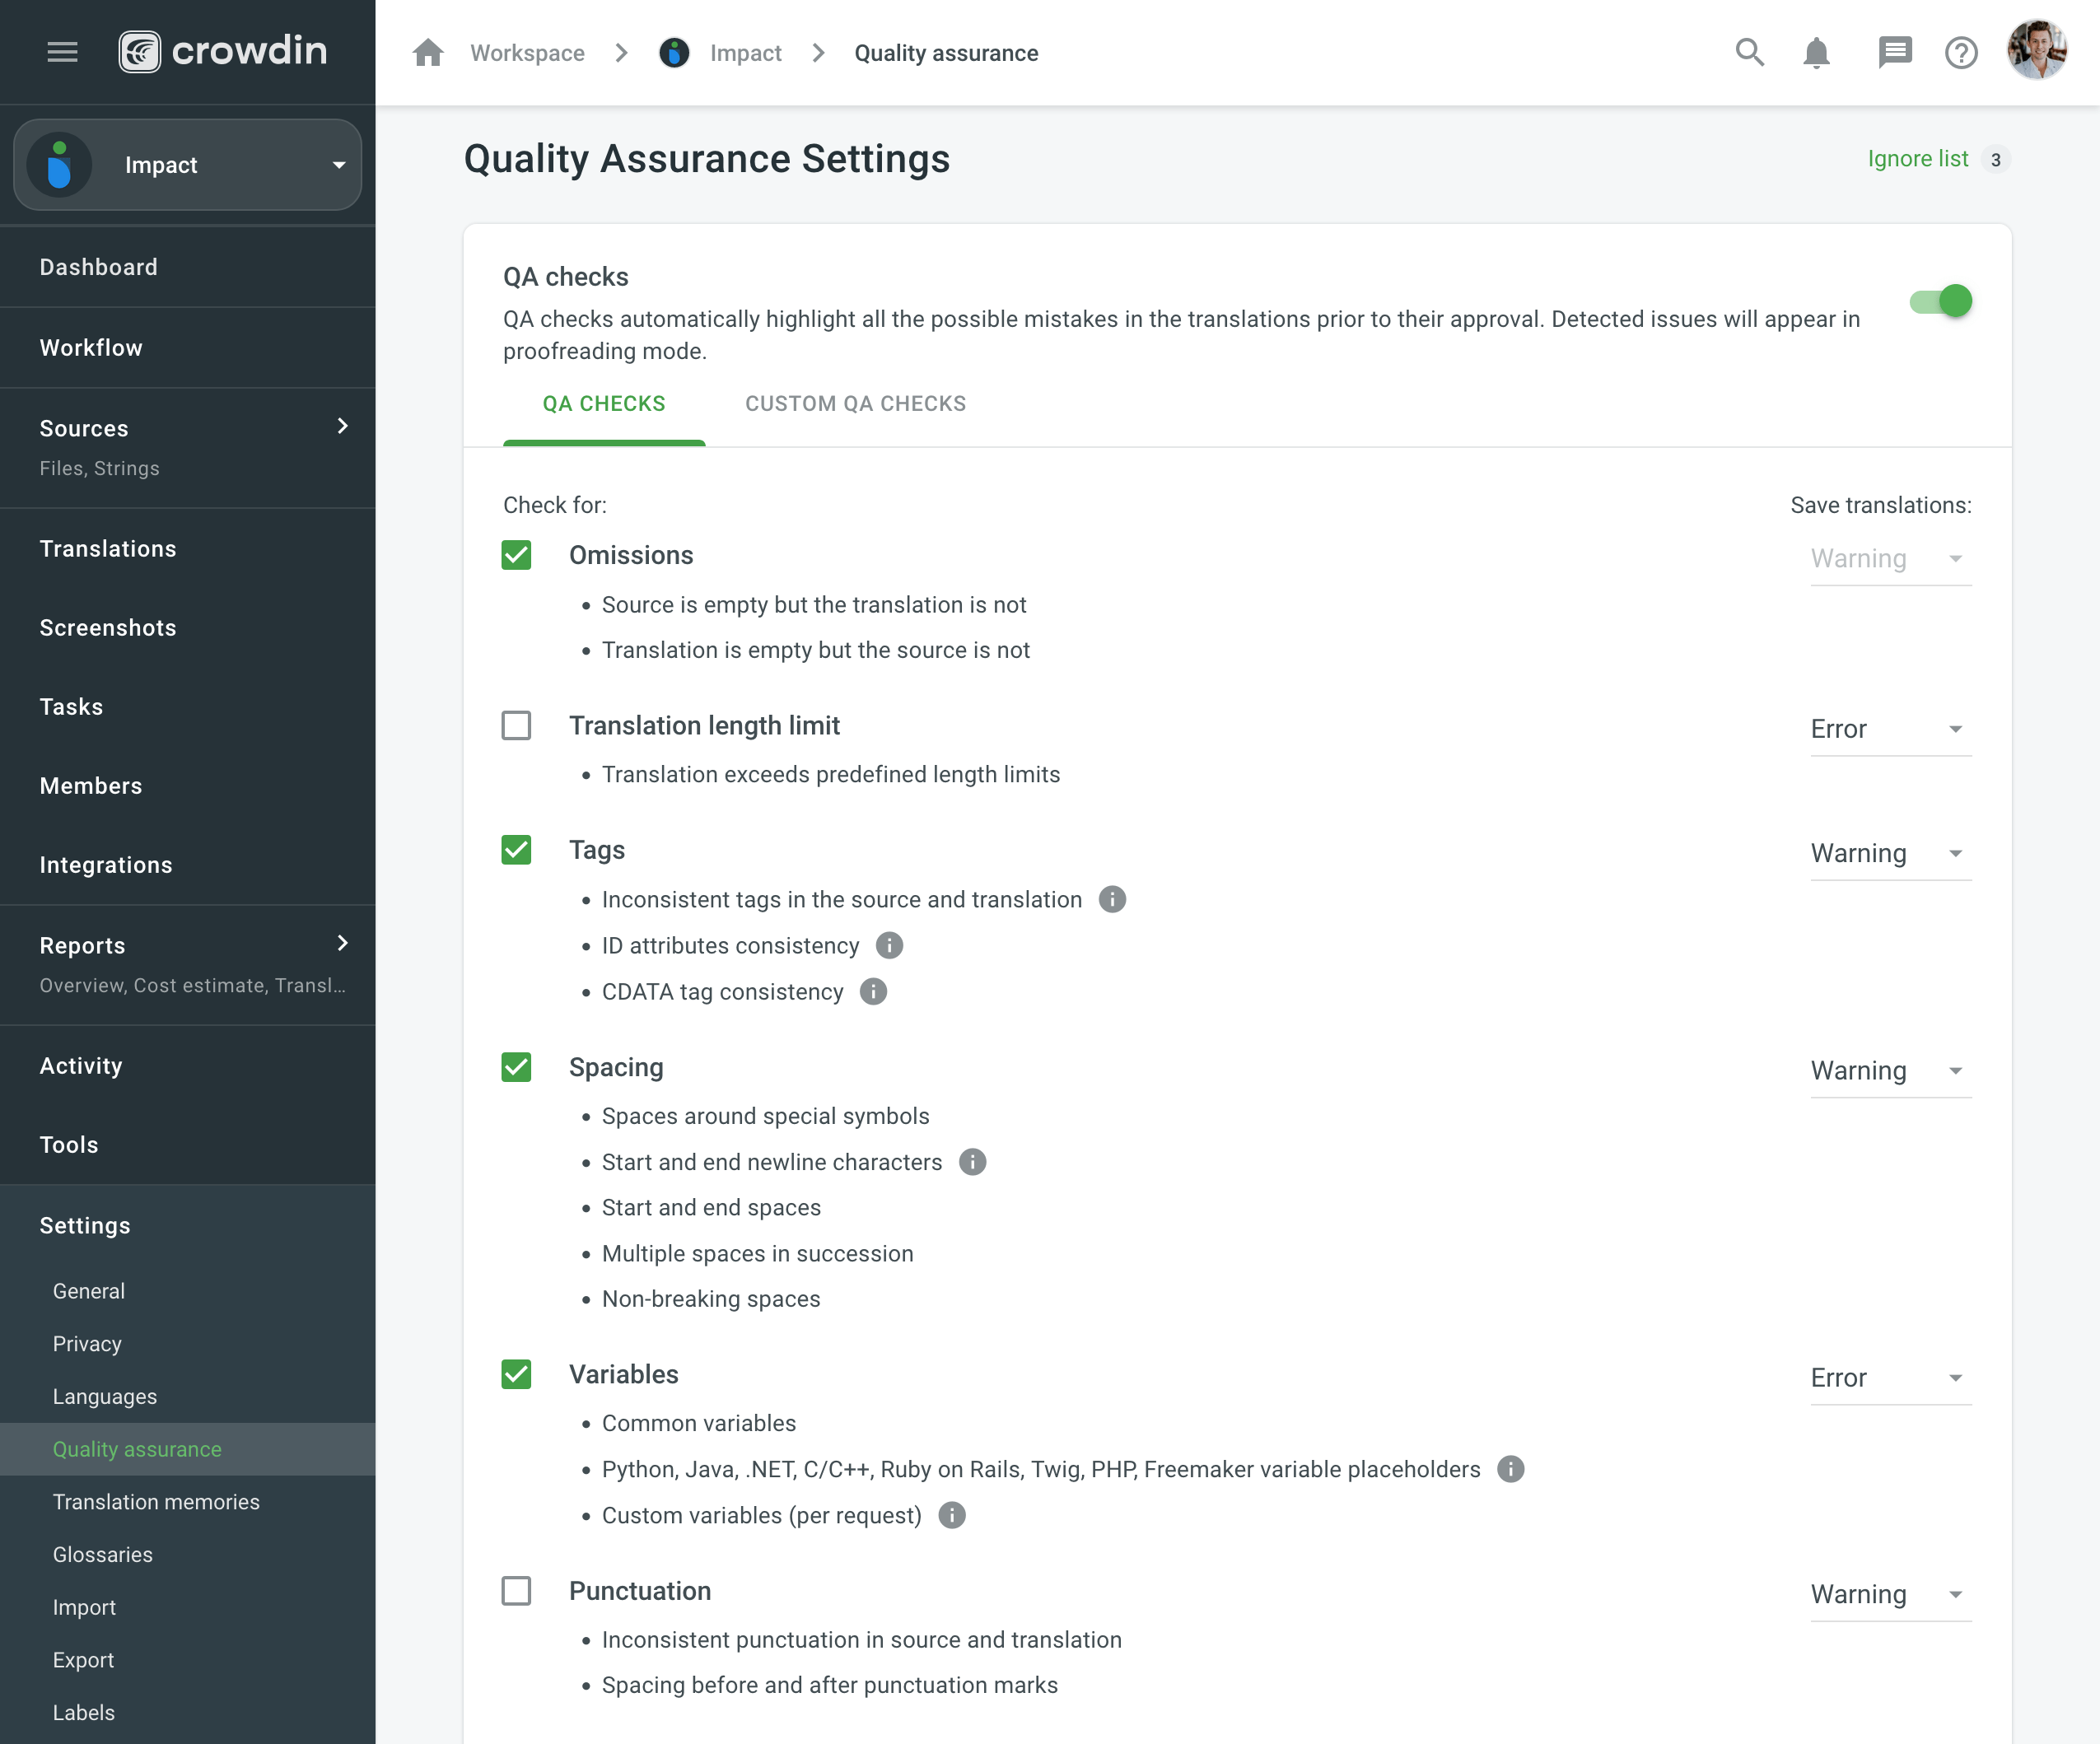 crowdin
Workspace
Impact
Quality assurance
Impact
Dashboard
Workflow
Sources
Files, Strings
Translations
Screenshots
Tasks
Members
Integrations
Reports
Overview, Cost estimate, Transl...
Activity
Tools
Settings
General
Privacy
Languages
Quality assurance
Translation memories
Glossaries
Import
Export
Labels
Quality Assurance Settings
Ignore list 3
QA checks
QA checks automatically highlight all the possible mistakes in the translations prior to their approval. Detected issues will appear in
proofreading mode.
QA CHECKS
CUSTOM QA CHECKS
Check for:
Save translations:
Omissions
Warning
• Source is empty but the translation is not
• Translation is empty but the source is not
Translation length limit
Error
• Translation exceeds predefined length limits
Tags
Warning
• Inconsistent tags in the source and translation
• ID attributes consistency
• CDATA tag consistency
Spacing
Warning
• Spaces around special symbols
• Start and end newline characters
• Start and end spaces
• Multiple spaces in succession
• Non-breaking spaces
Variables
Error
• Common variables
• Python, Java, .NET, C/C++, Ruby on Rails, Twig, PHP, Freemaker variable placeholders
• Custom variables (per request)
Punctuation
Warning
• Inconsistent punctuation in source and translation
• Spacing before and after punctuation marks